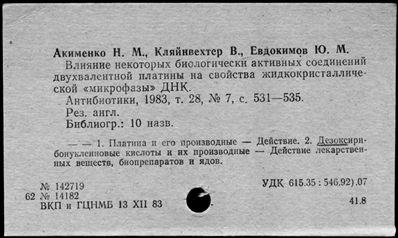 Акименко Н. М., Кляйнвехтер В., Евдокимов Ю. М.
Влияние некоторых биологически активных соединений
двухвалентной платины на свойства жидкокристалличе-
ской «микрофазы» ДНК.
Антибиотики, 1983, т. 28, № 7, с. 531—535.
Рез. англ.
Библиогр.: 10 назв.
— — 1. Платина и его производные — Действие. 2. Дезоксири-
бонуклеиновые кислоты и их производные — Действие лекарствен-
ных веществ, биопрепаратов и ядов.
№ 142719 УДК 615.35 : 546.92).07
62 № 14182
ВКП и ГЦНМБ 13 XII 83 41.8